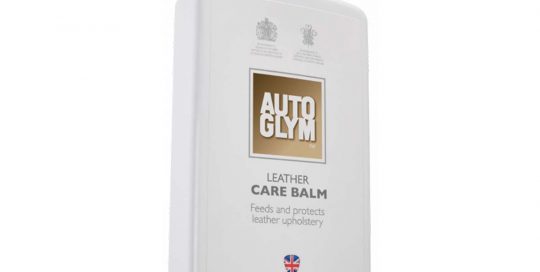 AUTO
GLYM
LEATHER
CARE BALM
Feeds and protects
leather upholstery